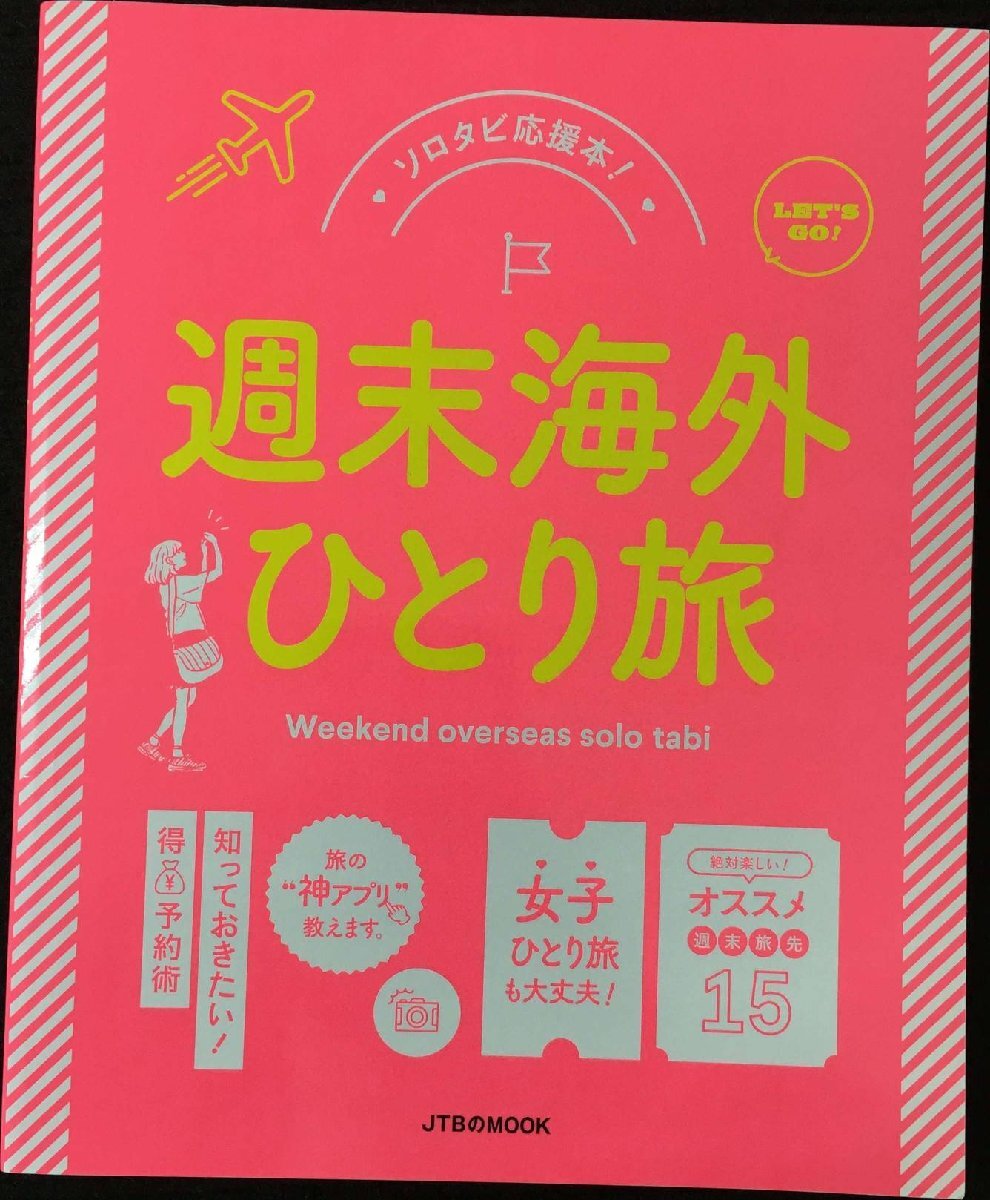 ソロタビ応援本！
LET'S
GO!
週末海外
ひとり旅
Weekend overseas solo tabi
知っておきたい！
得¥予約術
旅の
“神アプリ”
教えます。
女子
ひとり旅
も大丈夫！
絶対楽しい！
オススメ
週末旅先
15
JTBのMOOK